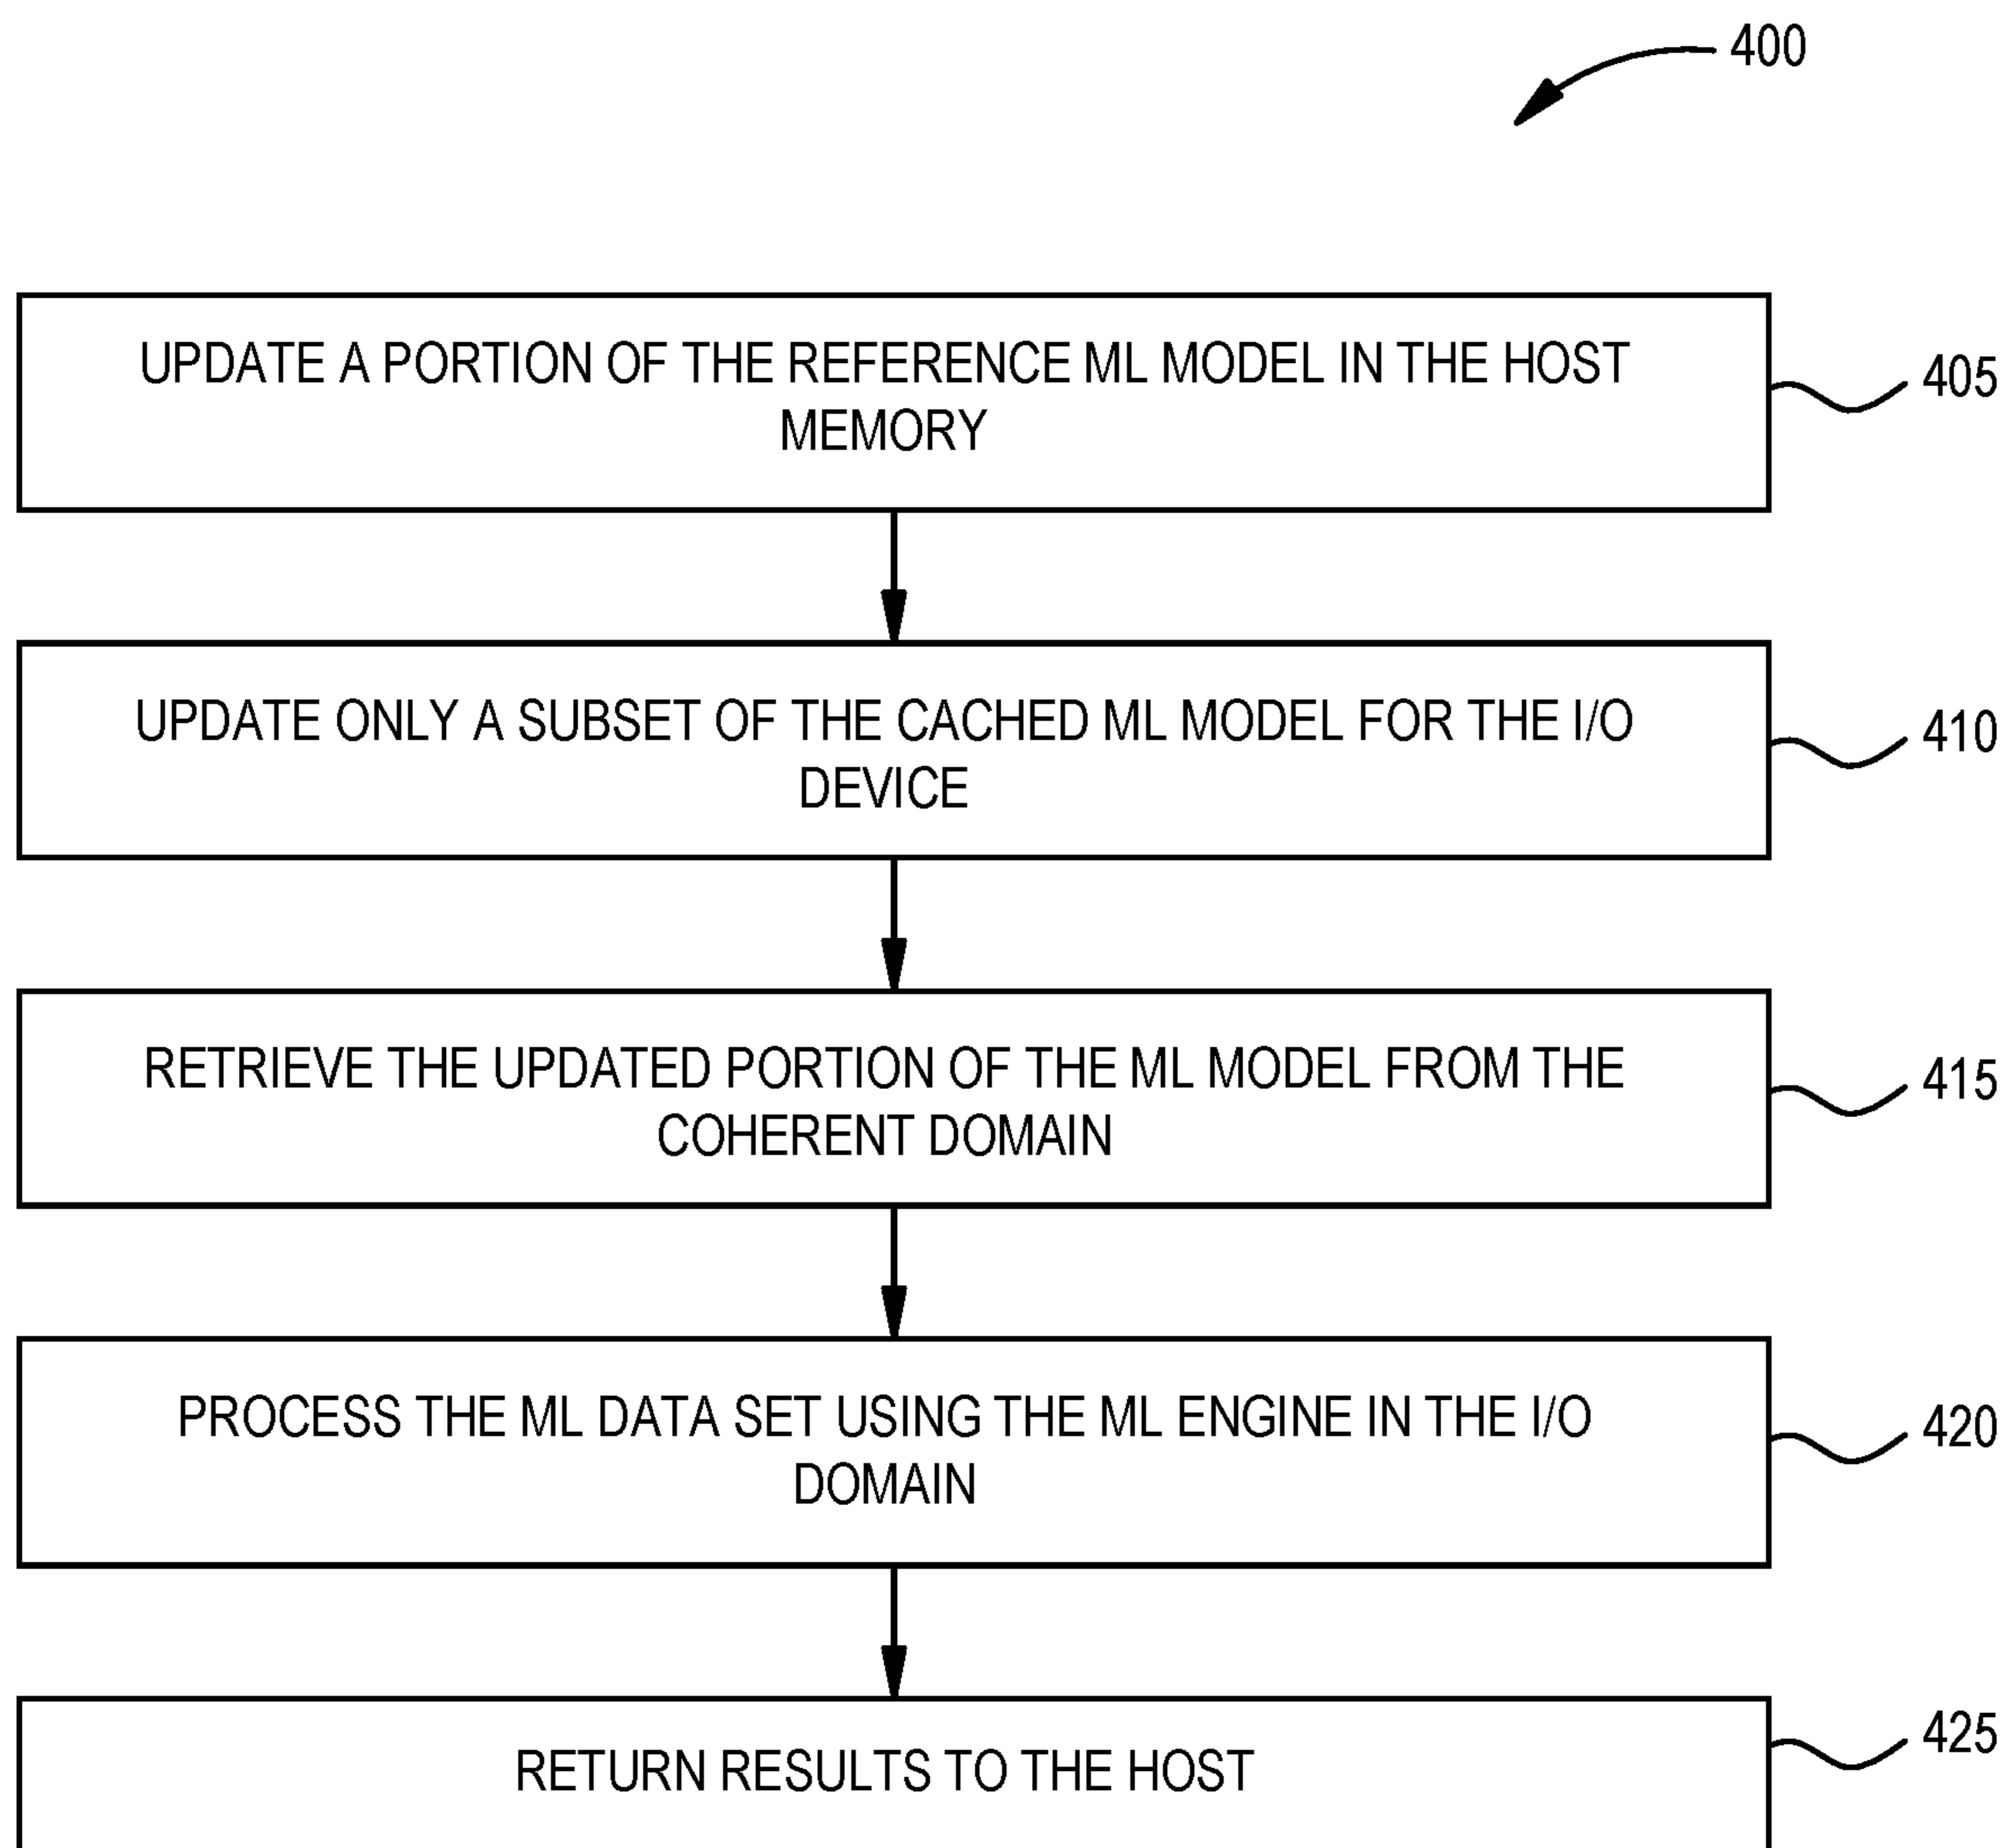 400
UPDATE A PORTION OF THE REFERENCE ML MODEL IN THE HOST
MEMORY
405
UPDATE ONLY A SUBSET OF THE CACHED ML MODEL FOR THE I/O
DEVICE
410
RETRIEVE THE UPDATED PORTION OF THE ML MODEL FROM THE
COHERENT DOMAIN
415
PROCESS THE ML DATA SET USING THE ML ENGINE IN THE I/O
DOMAIN
420
RETURN RESULTS TO THE HOST
425